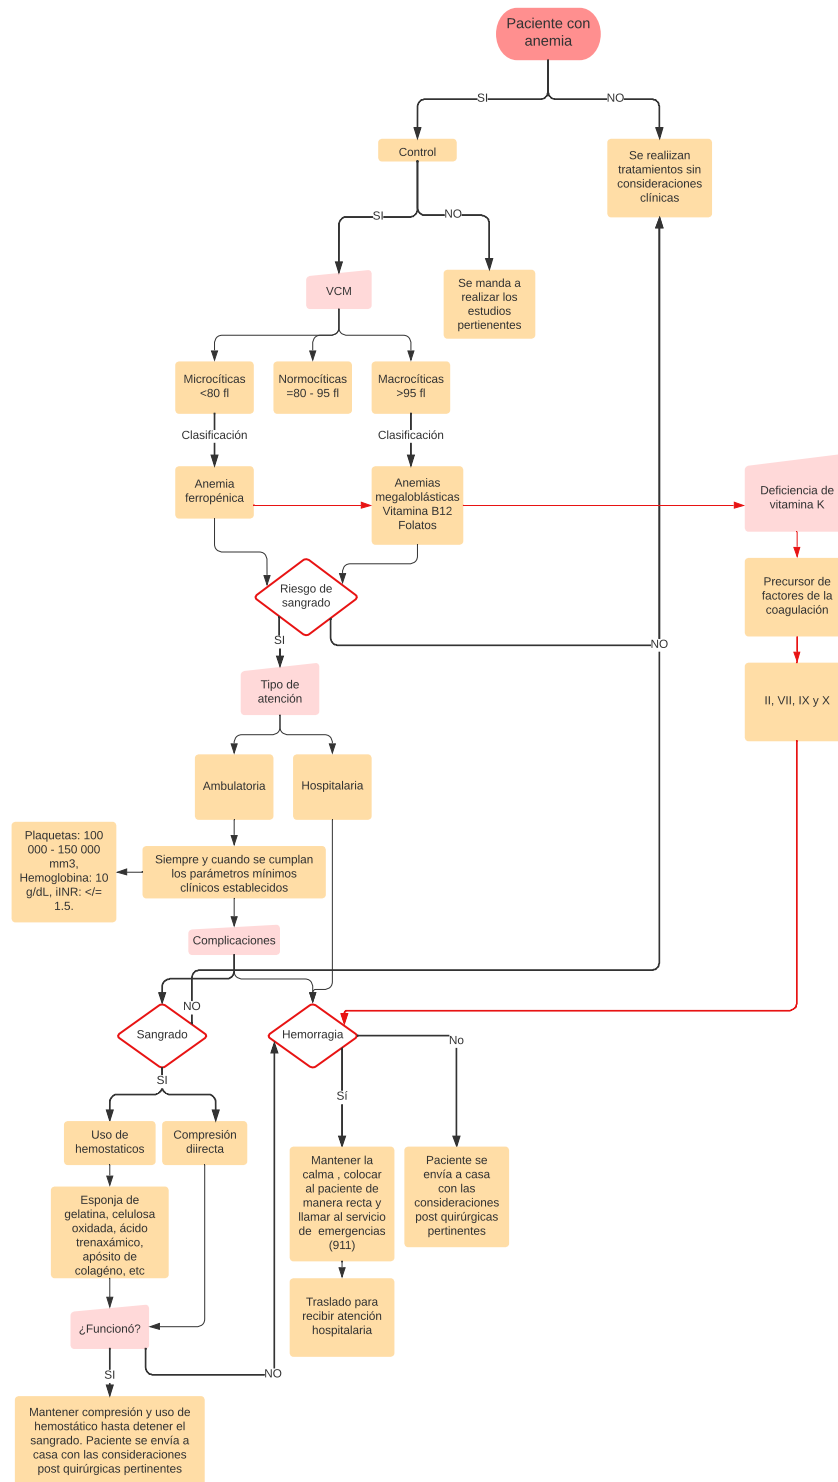 Paciente con
anemia
SI
NO
Control
Se realiizan
tratamientos sin
consideraciones
clínicas
SI
NO
VCM
Se manda a
realizar los
estudios
pertienentes
Microcíticas
<80 fl
Normocíticas
=80 - 95 fl
Macrocíticas
>95 fl
Clasificación
Clasificación
Anemia
ferropénica
Anemias
megaloblásticas
Vitamina B12
Folatos
Deficiencia de
vitamina K
Riesgo de
sangrado
Precursor de
factores de la
coagulación
SI
NO
Tipo de
atención
II, VII, IX y X
Ambulatoria
Hospitalaria
Plaquetas: 100
000 - 150 000
mm3,
Hemoglobina: 10
g/dL, iINR: </=
1.5.
Siempre y cuando se cumplan
los parámetros mínimos
clínicos establecidos
Complicaciones
NO
Sangrado
Hemorragia
No
SI
Sí
Uso de
hemostaticos
Compresión
diirecta
Mantener la
calma , colocar
al paciente de
manera recta y
llamar al servicio
de emergencias
(911)
Paciente se
envía a casa
con las
consideraciones
post quirúrgicas
pertinentes
Esponja de
gelatina, celulosa
oxidada, ácido
trenaxámico,
apósito de
colagéno, etc
Traslado para
recibir atención
hospitalaria
¿Funcionó?
SI
NO
Mantener compresión y uso de
hemostático hasta detener el
sangrado. Paciente se envía a
casa con las consideraciones
post quirúrgicas pertinentes